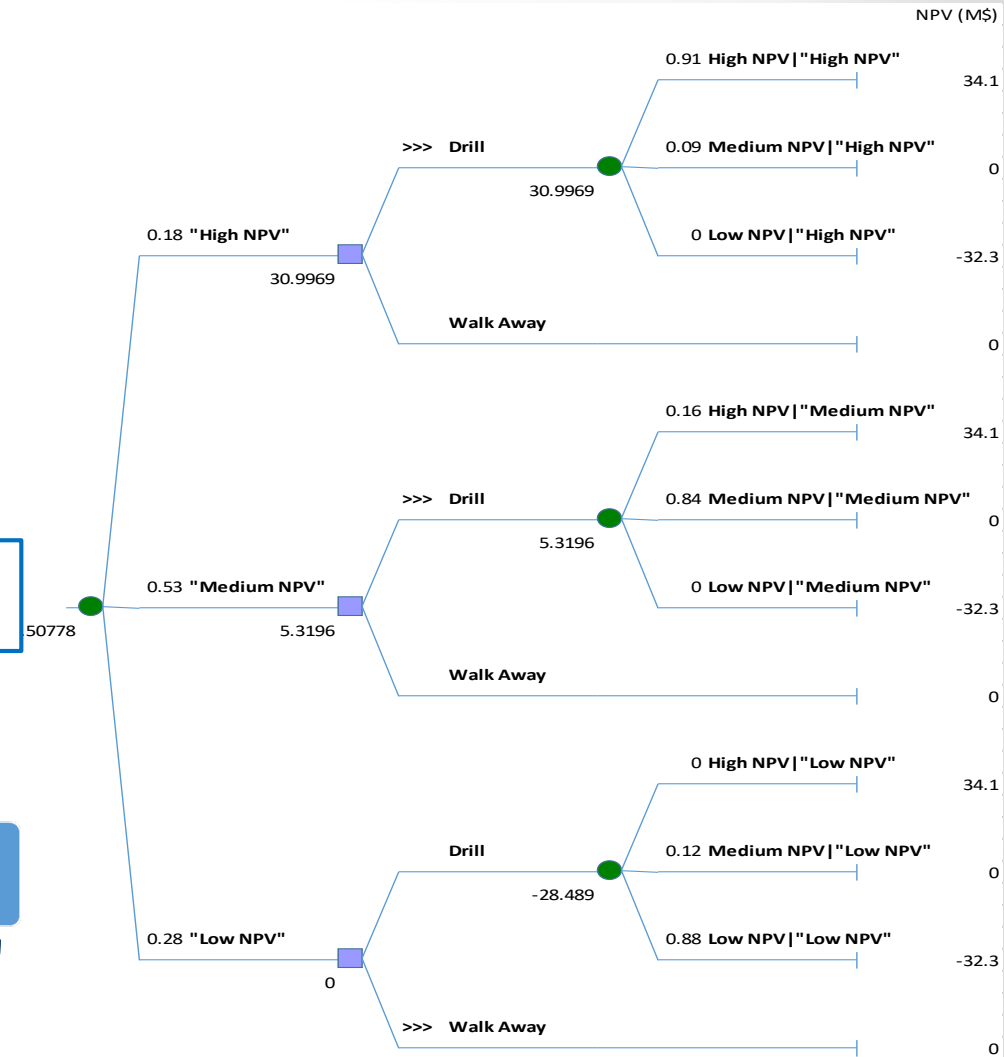 NPV (M$)
0.91 High NPV|"High NPV"
34.1
>>> Drill
0.09 Medium NPV|"High NPV"
0
30.9969
0.18 "High NPV"
0 Low NPV|"High NPV"
-32.3
30.9969
Walk Away
0
0.16 High NPV|"Medium NPV"
34.1
>>> Drill
0.84 Medium NPV|"Medium NPV"
0
5.3196
0.53 "Medium NPV"
0 Low NPV|"Medium NPV"
-32.3
.50778
5.3196
Walk Away
0
0 High NPV|"Low NPV"
34.1
Drill
0.12 Medium NPV|"Low NPV"
0
-28.489
0.28 "Low NPV"
0.88 Low NPV|"Low NPV"
-32.3
0
>>> Walk Away
0